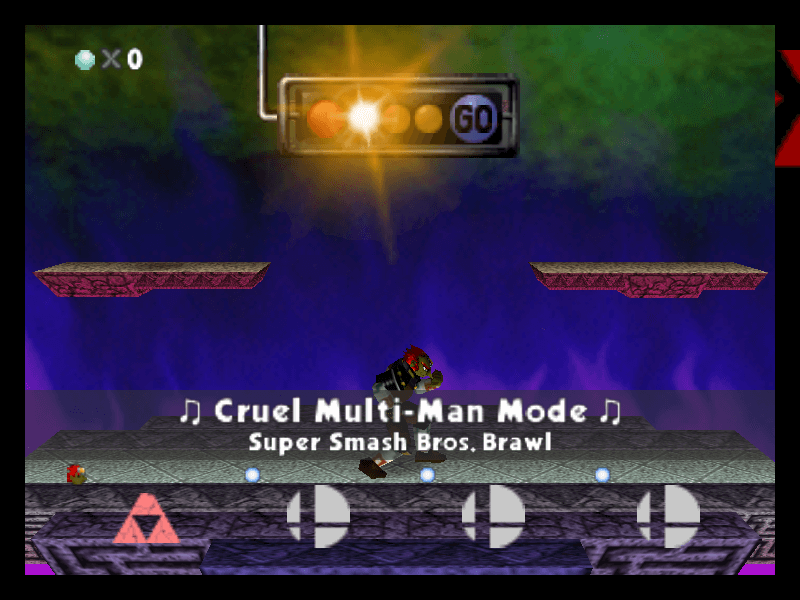 X 0
GO
♫ Cruel Multi-Man Mode ♫
Super Smash Bros. Brawl